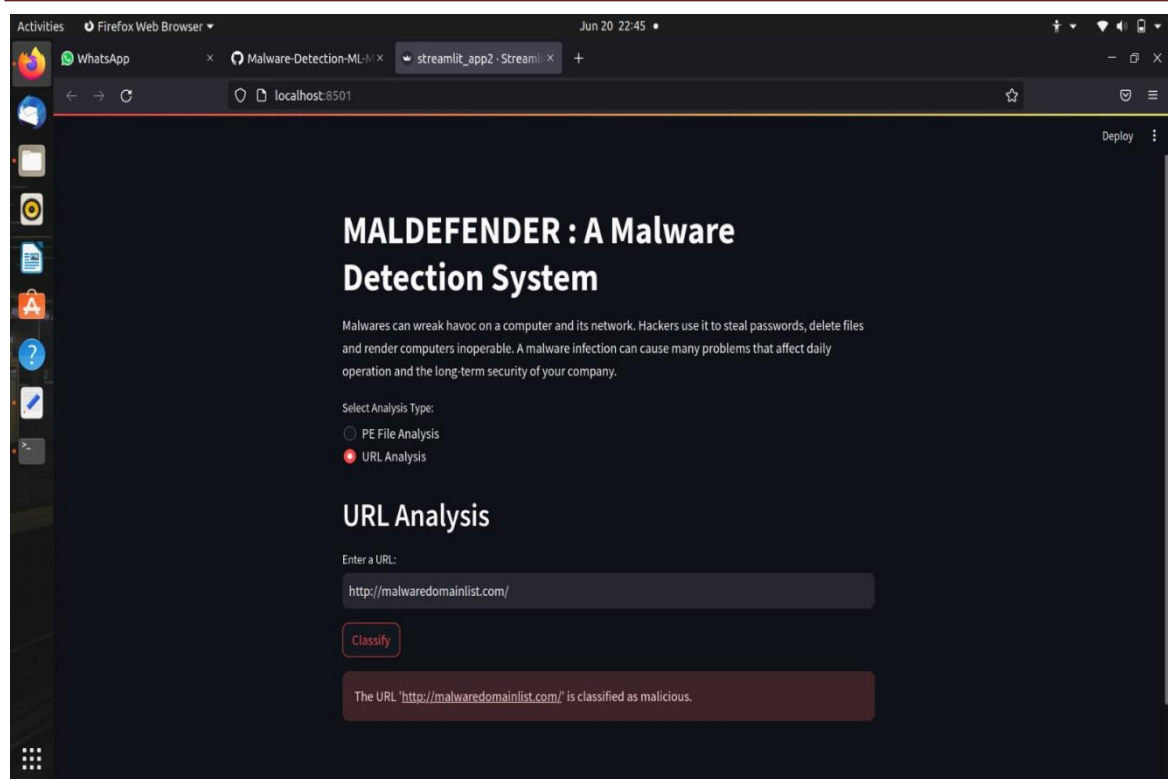 Activities Firefox Web Browser Jun 20 22:45
WhatsApp Malware-Detection-ML-M streamlit_app2 · Streamli
localhost:8501
Deploy
MALDEFENDER : A Malware
Detection System
Malwares can wreak havoc on a computer and its network. Hackers use it to steal passwords, delete files
and render computers inoperable. A malware infection can cause many problems that affect daily
operation and the long-term security of your company.
Select Analysis Type:
PE File Analysis
URL Analysis
URL Analysis
Enter a URL:
http://malwaredomainlist.com/
Classify
The URL 'http://malwaredomainlist.com/' is classified as malicious.